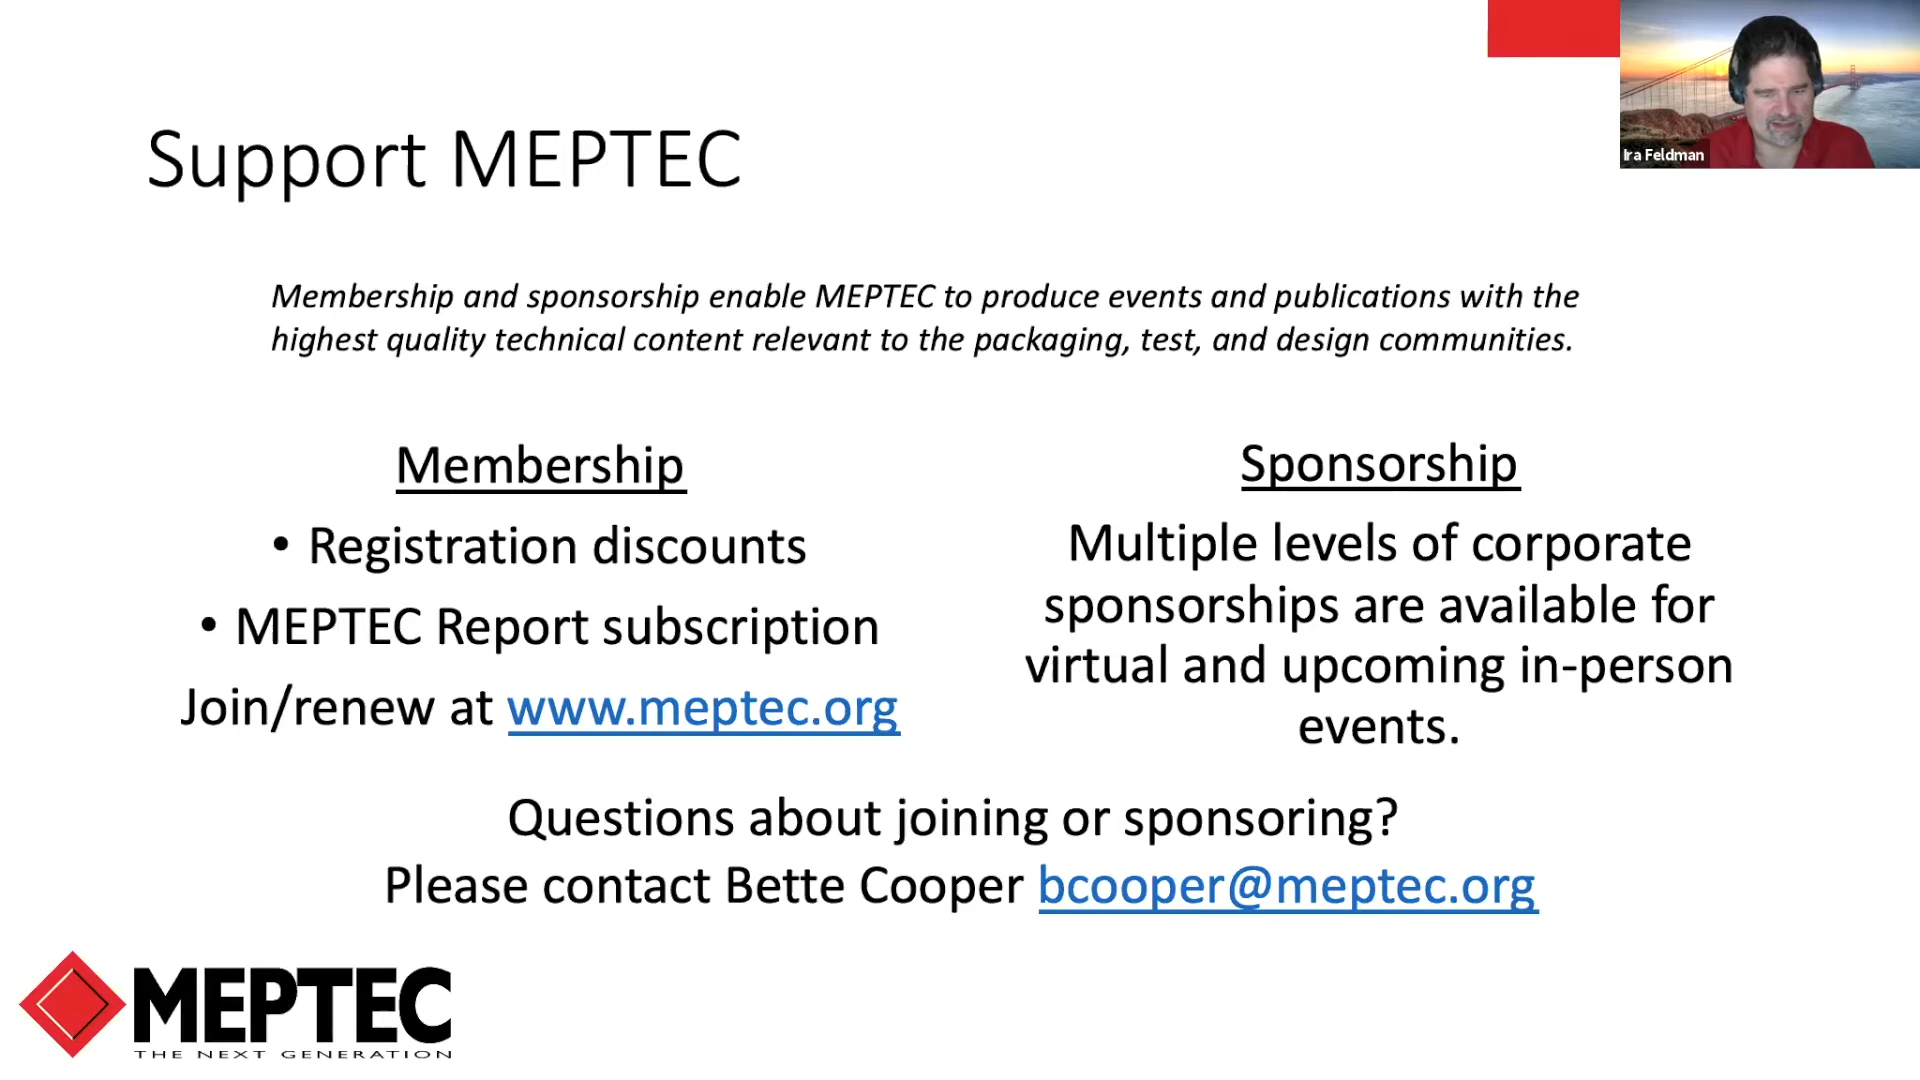 Ira Feldman
Support MEPTEC
Membership and sponsorship enable MEPTEC to produce events and publications with the
highest quality technical content relevant to the packaging, test, and design communities.
Membership
• Registration discounts
• MEPTEC Report subscription
Join/renew at www.meptec.org
Sponsorship
Multiple levels of corporate
sponsorships are available for
virtual and upcoming in-person
events.
Questions about joining or sponsoring?
Please contact Bette Cooper bcooper@meptec.org
MEPTEC
THE NEXT GENERATION